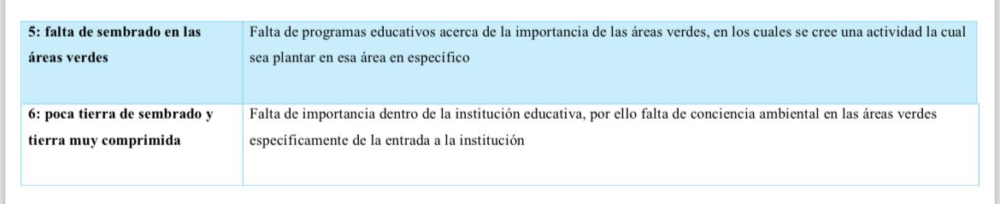 5: falta de sembrado en las
áreas verdes
Falta de programas educativos acerca de la importancia de las áreas verdes, en los cuales se cree una actividad la cual
sea plantar en esa área en específico
6: poca tierra de sembrado y
tierra muy comprimida
Falta de importancia dentro de la institución educativa, por ello falta de conciencia ambiental en las áreas verdes
específicamente de la entrada a la institución